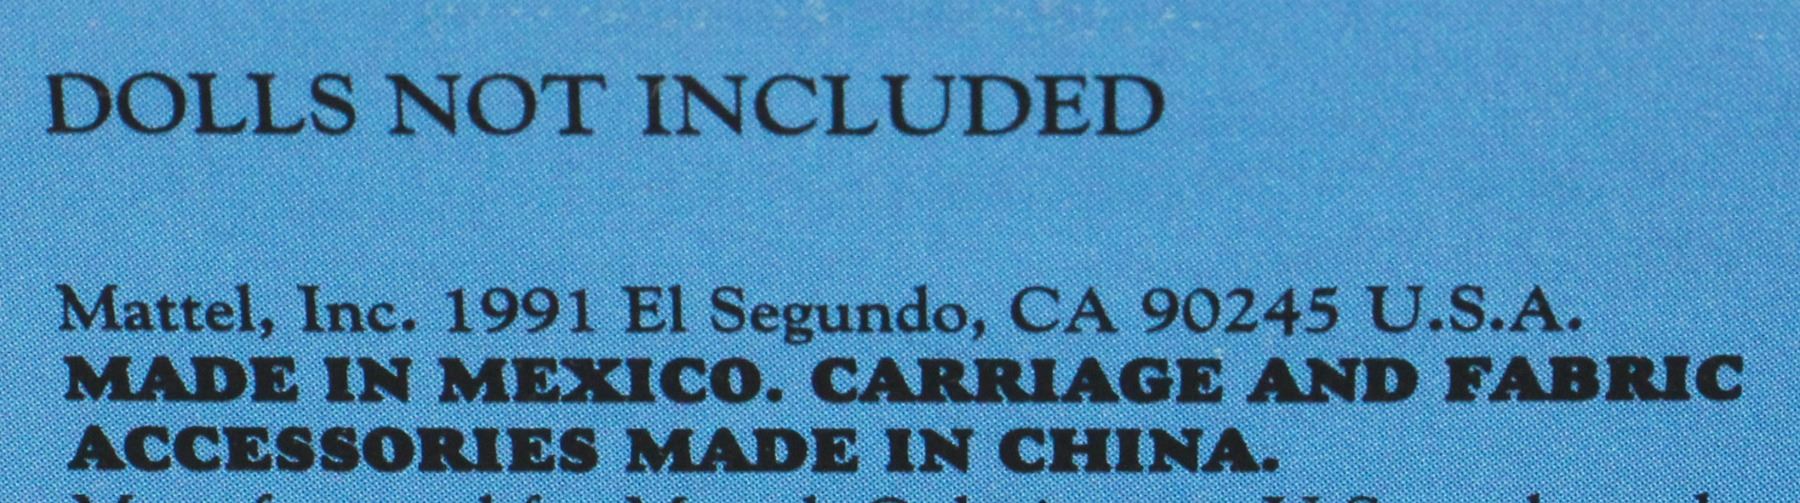 DOLLS NOT INCLUDED
Mattel, Inc. 1991 El Segundo, CA 90245 U.S.A.
MADE IN MEXICO. CARRIAGE AND FABRIC
ACCESSORIES MADE IN CHINA.